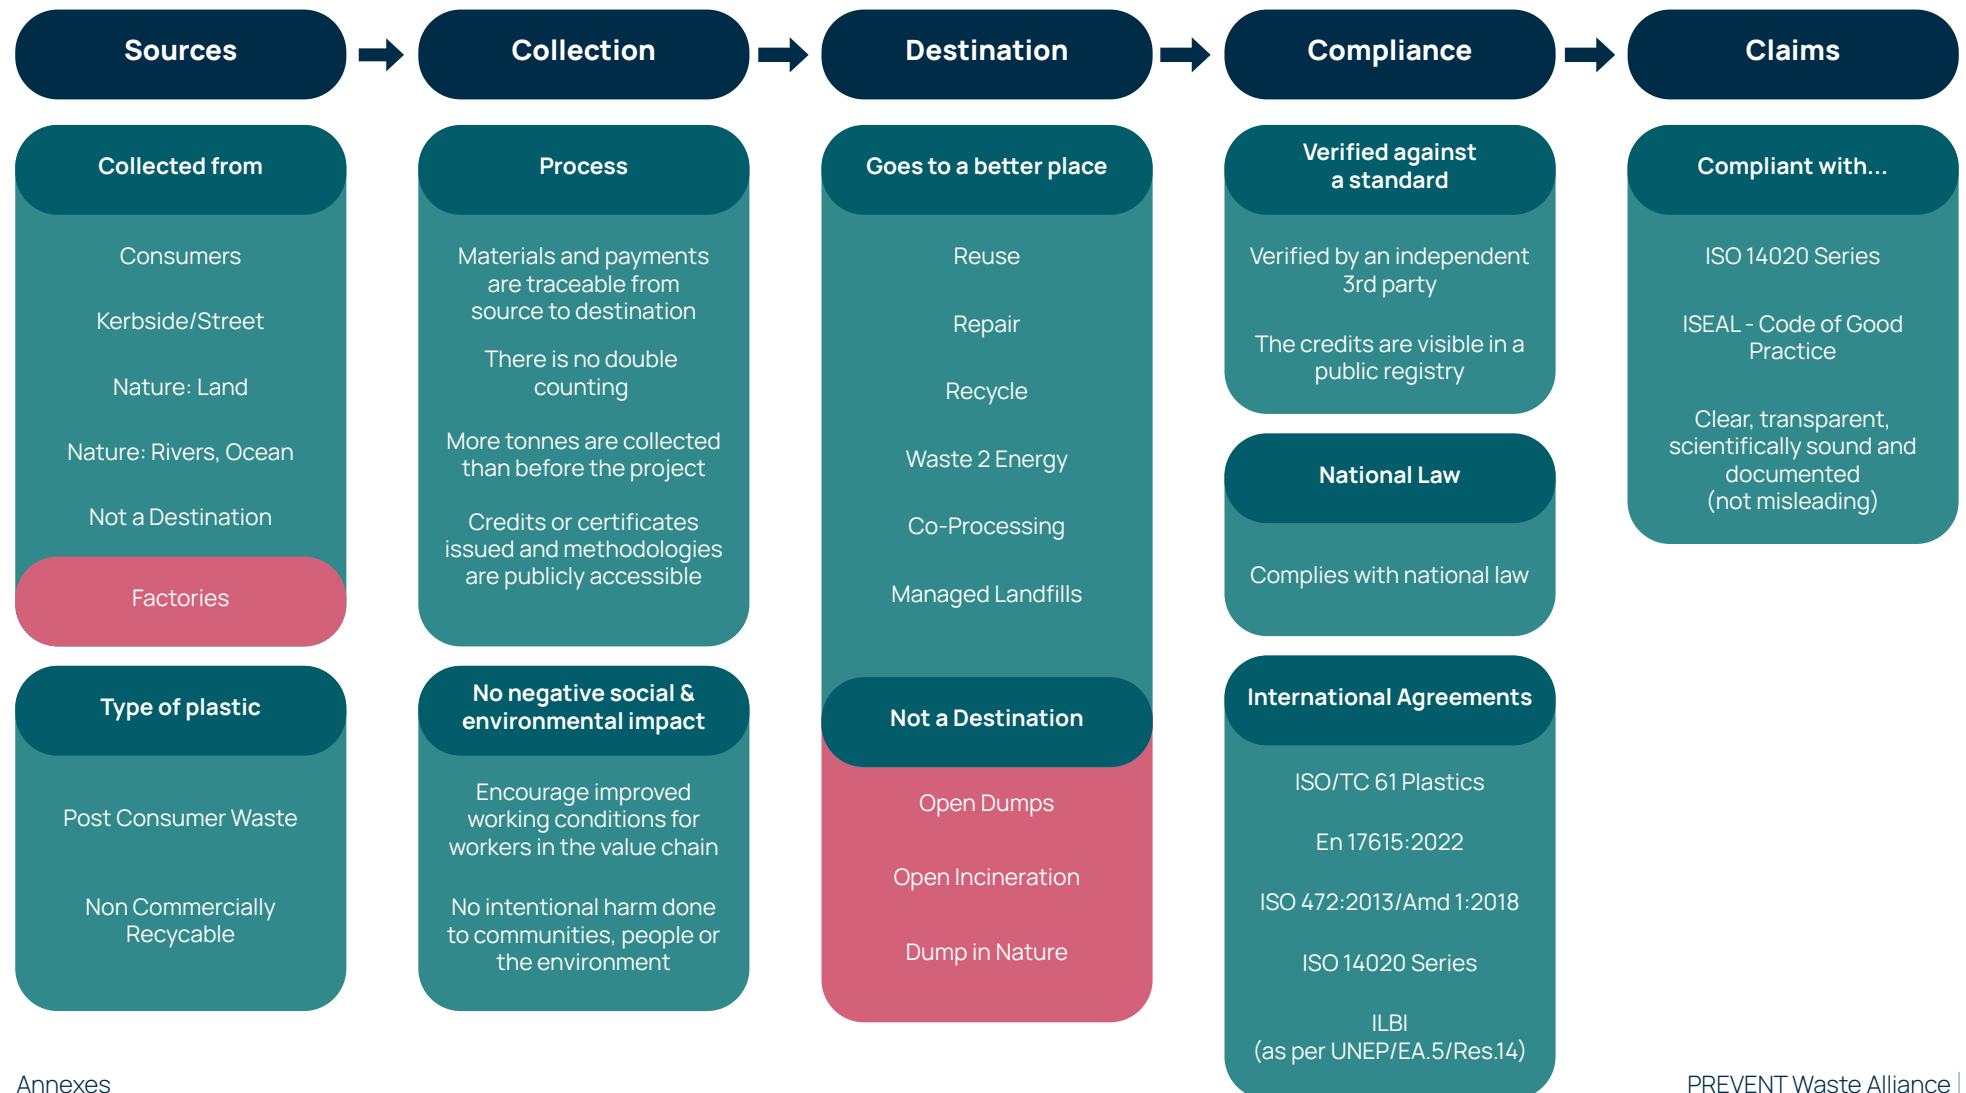 Sources
Collection
Destination
Compliance
Claims
Collected from
Consumers
Kerbside/Street
Nature: Land
Nature: Rivers, Ocean
Not a Destination
Factories
Type of plastic
Post Consumer Waste
Non Commercially
Recycable
Process
Materials and payments
are traceable from
source to destination
There is no double
counting
More tonnes are collected
than before the project
Credits or certificates
issued and methodologies
are publicly accessible
No negative social &
environmental impact
Encourage improved
working conditions for
workers in the value chain
No intentional harm done
to communities, people or
the environment
Goes to a better place
Reuse
Repair
Recycle
Waste 2 Energy
Co-Processing
Managed Landfills
Not a Destination
Open Dumps
Open Incineration
Dump in Nature
Verified against
a standard
Verified by an independent
3rd party
The credits are visible in a
public registry
National Law
Complies with national law
International Agreements
ISO/TC 61 Plastics
En 17615:2022
ISO 472:2013/Amd 1:2018
ISO 14020 Series
ILBI
(as per UNEP/EA.5/Res.14)
Compliant with...
ISO 14020 Series
ISEAL - Code of Good
Practice
Clear, transparent,
scientifically sound and
documented
(not misleading)
Annexes
PREVENT Waste Alliance |